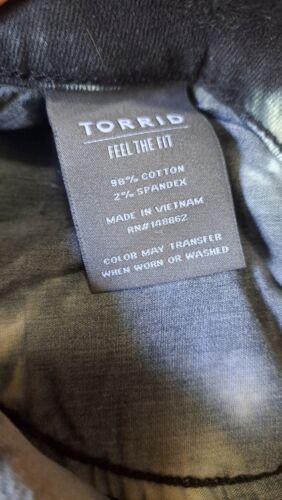 TORRID
FEEL THE FIT
98% COTTON
2% SPANDEX
MADE IN VIETNAM
RN#148862
COLOR MAY TRANSFER
WHEN WORN OR WASHED